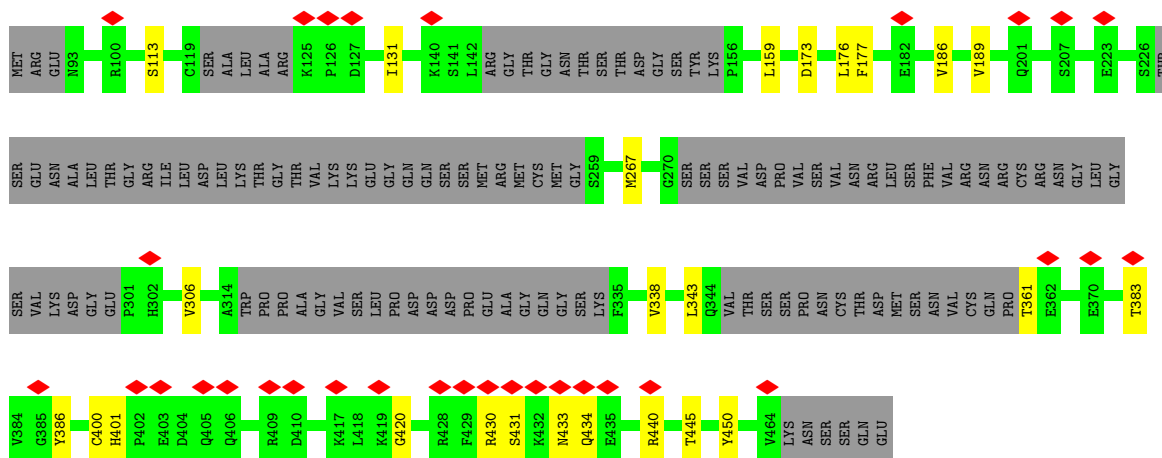 MET ARG GLU N93 R100 S113 C119 SER ALA LEU ALA ARG K125 P126 D127 I131 K140 S141 L142 ARG GLY THR GLY ASN THR SER THR ASP GLY SER TYR LYS P156 L159 D173 L176 F177 E182 V186 V189 Q201 S207 E223 S226 THR
SER GLU ASN ALA LEU THR GLY ARG ILE LEU ASP LEU LYS THR GLY THR VAL LYS LYS GLU GLY GLN GLN SER SER MET ARG MET CYS MET GLY S259 M267 G270 SER SER SER VAL ASP PRO VAL SER VAL ASN ARG LEU SER PHE VAL ARG ASN ARG CYS ARG ASN GLY LEU GLY
SER VAL LYS ASP GLY GLU P301 H302 V306 A314 TRP PRO PRO ALA GLY VAL SER LEU PRO ASP ASP ASP PRO GLU ALA GLY GLN GLY SER LYS F335 V338 L343 Q344 VAL THR SER SER PRO ASN CYS THR ASP MET SER ASN VAL CYS GLN PRO T361 E362 E370 T383
V384 G385 Y386 C400 H401 P402 E403 D404 Q405 Q406 R409 D410 K417 L418 K419 G420 R428 F429 R430 S431 K432 N433 Q434 E435 R440 T445 Y450 V464 LYS ASN SER SER GLN GLU